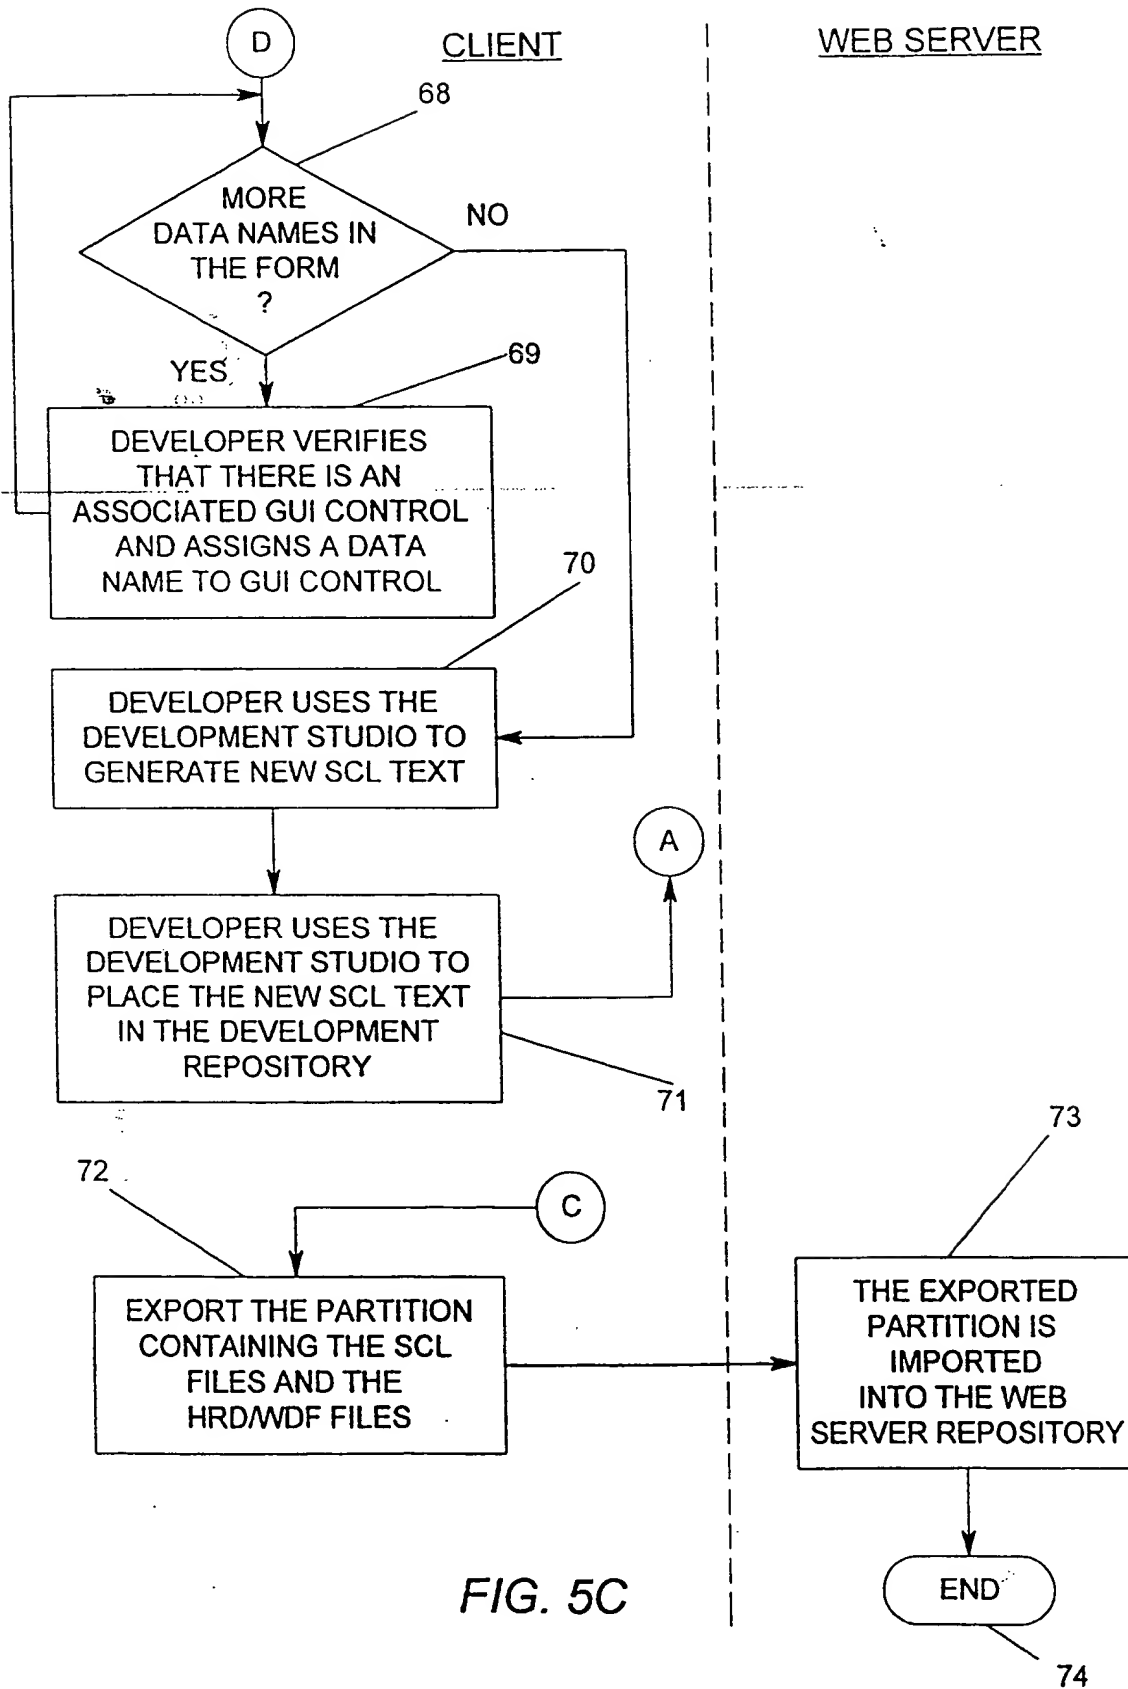 D
CLIENT
WEB SERVER
68
MORE
DATA NAMES IN
THE FORM
?
NO
YES
69
DEVELOPER VERIFIES
THAT THERE IS AN
ASSOCIATED GUI CONTROL
AND ASSIGNS A DATA
NAME TO GUI CONTROL
70
DEVELOPER USES THE
DEVELOPMENT STUDIO TO
GENERATE NEW SCL TEXT
A
DEVELOPER USES THE
DEVELOPMENT STUDIO TO
PLACE THE NEW SCL TEXT
IN THE DEVELOPMENT
REPOSITORY
71
72
C
73
EXPORT THE PARTITION
CONTAINING THE SCL
FILES AND THE
HRD/WDF FILES
THE EXPORTED
PARTITION IS
IMPORTED
INTO THE WEB
SERVER REPOSITORY
END
74
FIG. 5C